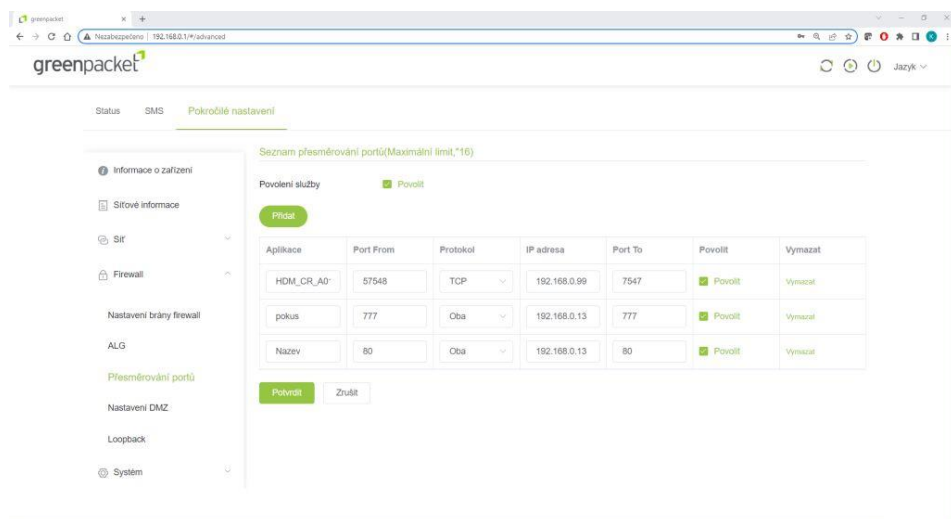 greenpacket
Nezabezpečeno 192.168.0.1/#/advanced
greenpacket
Jazyk
Status SMS Pokročilé nastavení
Informace o zařízení
Síťové informace
Síť
Firewall
Nastavení brány firewall
ALG
Přesměrování portů
Nastavení DMZ
Loopback
Systém
Seznam přesměrování portů(Maximální limit,"16)
Povolení služby Povolit
Přidat
Aplikace Port From Protokol IP adresa Port To Povolit Vymazat
HDM_CR_A0 57548 TCP 192.168.0.99 7547 Povolit Vymazat
pokus 777 Oba 192.168.0.13 777 Povolit Vymazat
Nazev 80 Oba 192.168.0.13 80 Povolit Vymazat
Potvrdit Zrušit